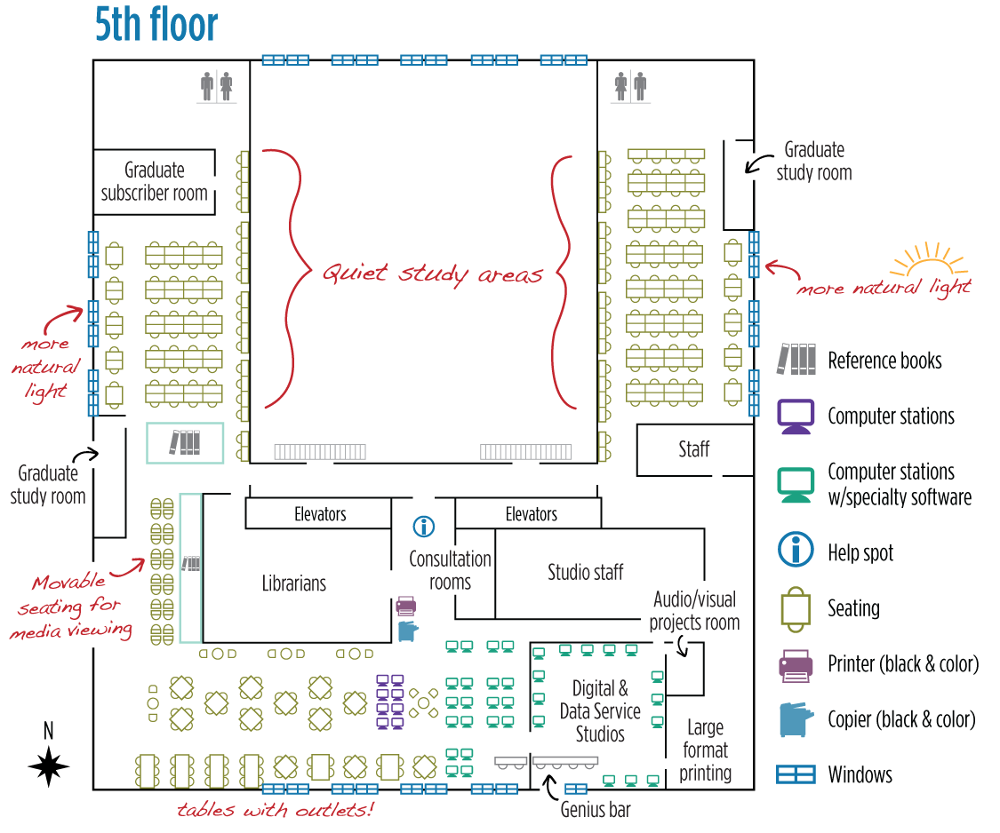 5th floor
Graduate
subscriber room
Graduate
study room
Quiet study areas
more natural light
more
natural
light
Reference books
Computer stations
Computer stations
w/specialty software
Help spot
Seating
Printer (black & color)
Copier (black & color)
Windows
Staff
Graduate
study room
Elevators
Elevators
Consultation
rooms
Librarians
Studio staff
Movable
seating for
media viewing
Audio/visual
projects room
Digital &
Data Service
Studios
Large
format
printing
N
tables with outlets!
Genius bar